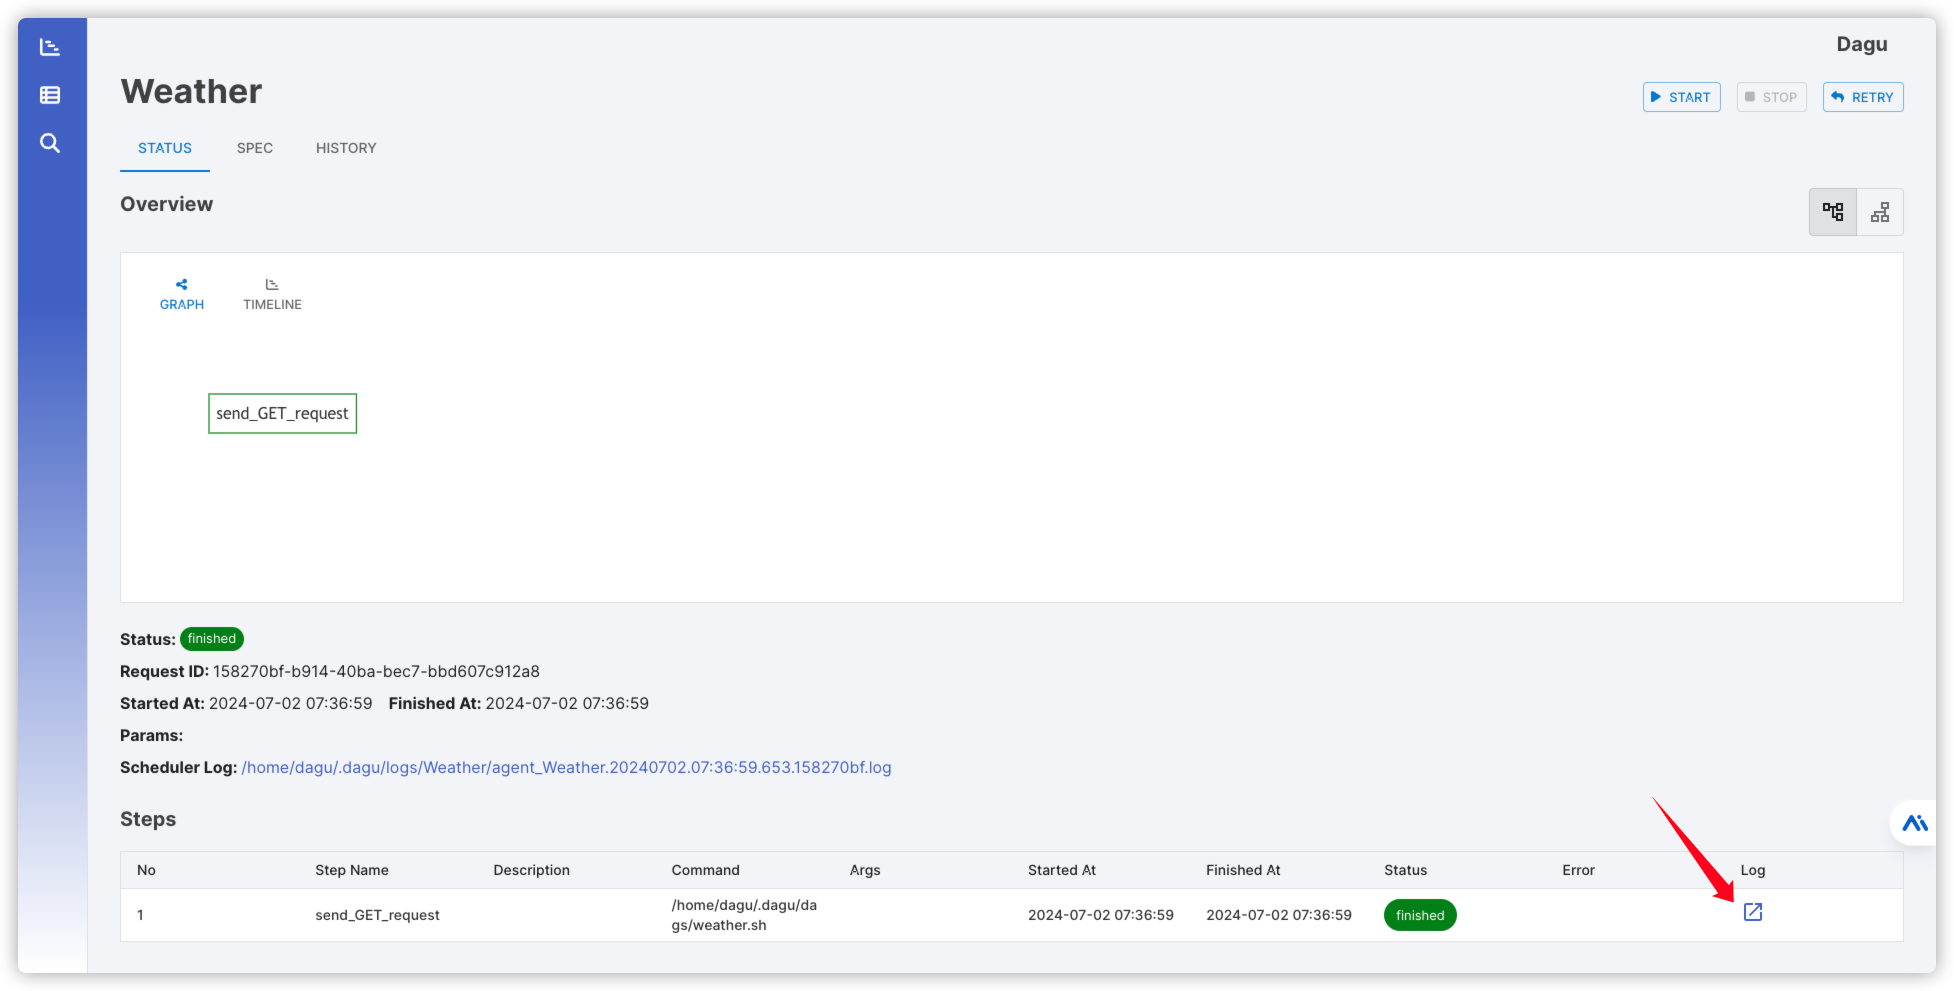 Dagu
Weather
START STOP RETRY
STATUS SPEC HISTORY
Overview
GRAPH TIMELINE
send_GET_request
Status: finished
Request ID: 158270bf-b914-40ba-bec7-bbd607c912a8
Started At: 2024-07-02 07:36:59 Finished At: 2024-07-02 07:36:59
Params:
Scheduler Log: /home/dagu/.dagu/logs/Weather/agent_Weather.20240702.07:36:59.653.158270bf.log
Steps
No Step Name Description Command Args Started At Finished At Status Error Log
1 send_GET_request /home/dagu/.dagu/da 2024-07-02 07:36:59 2024-07-02 07:36:59 finished
gs/weather.sh